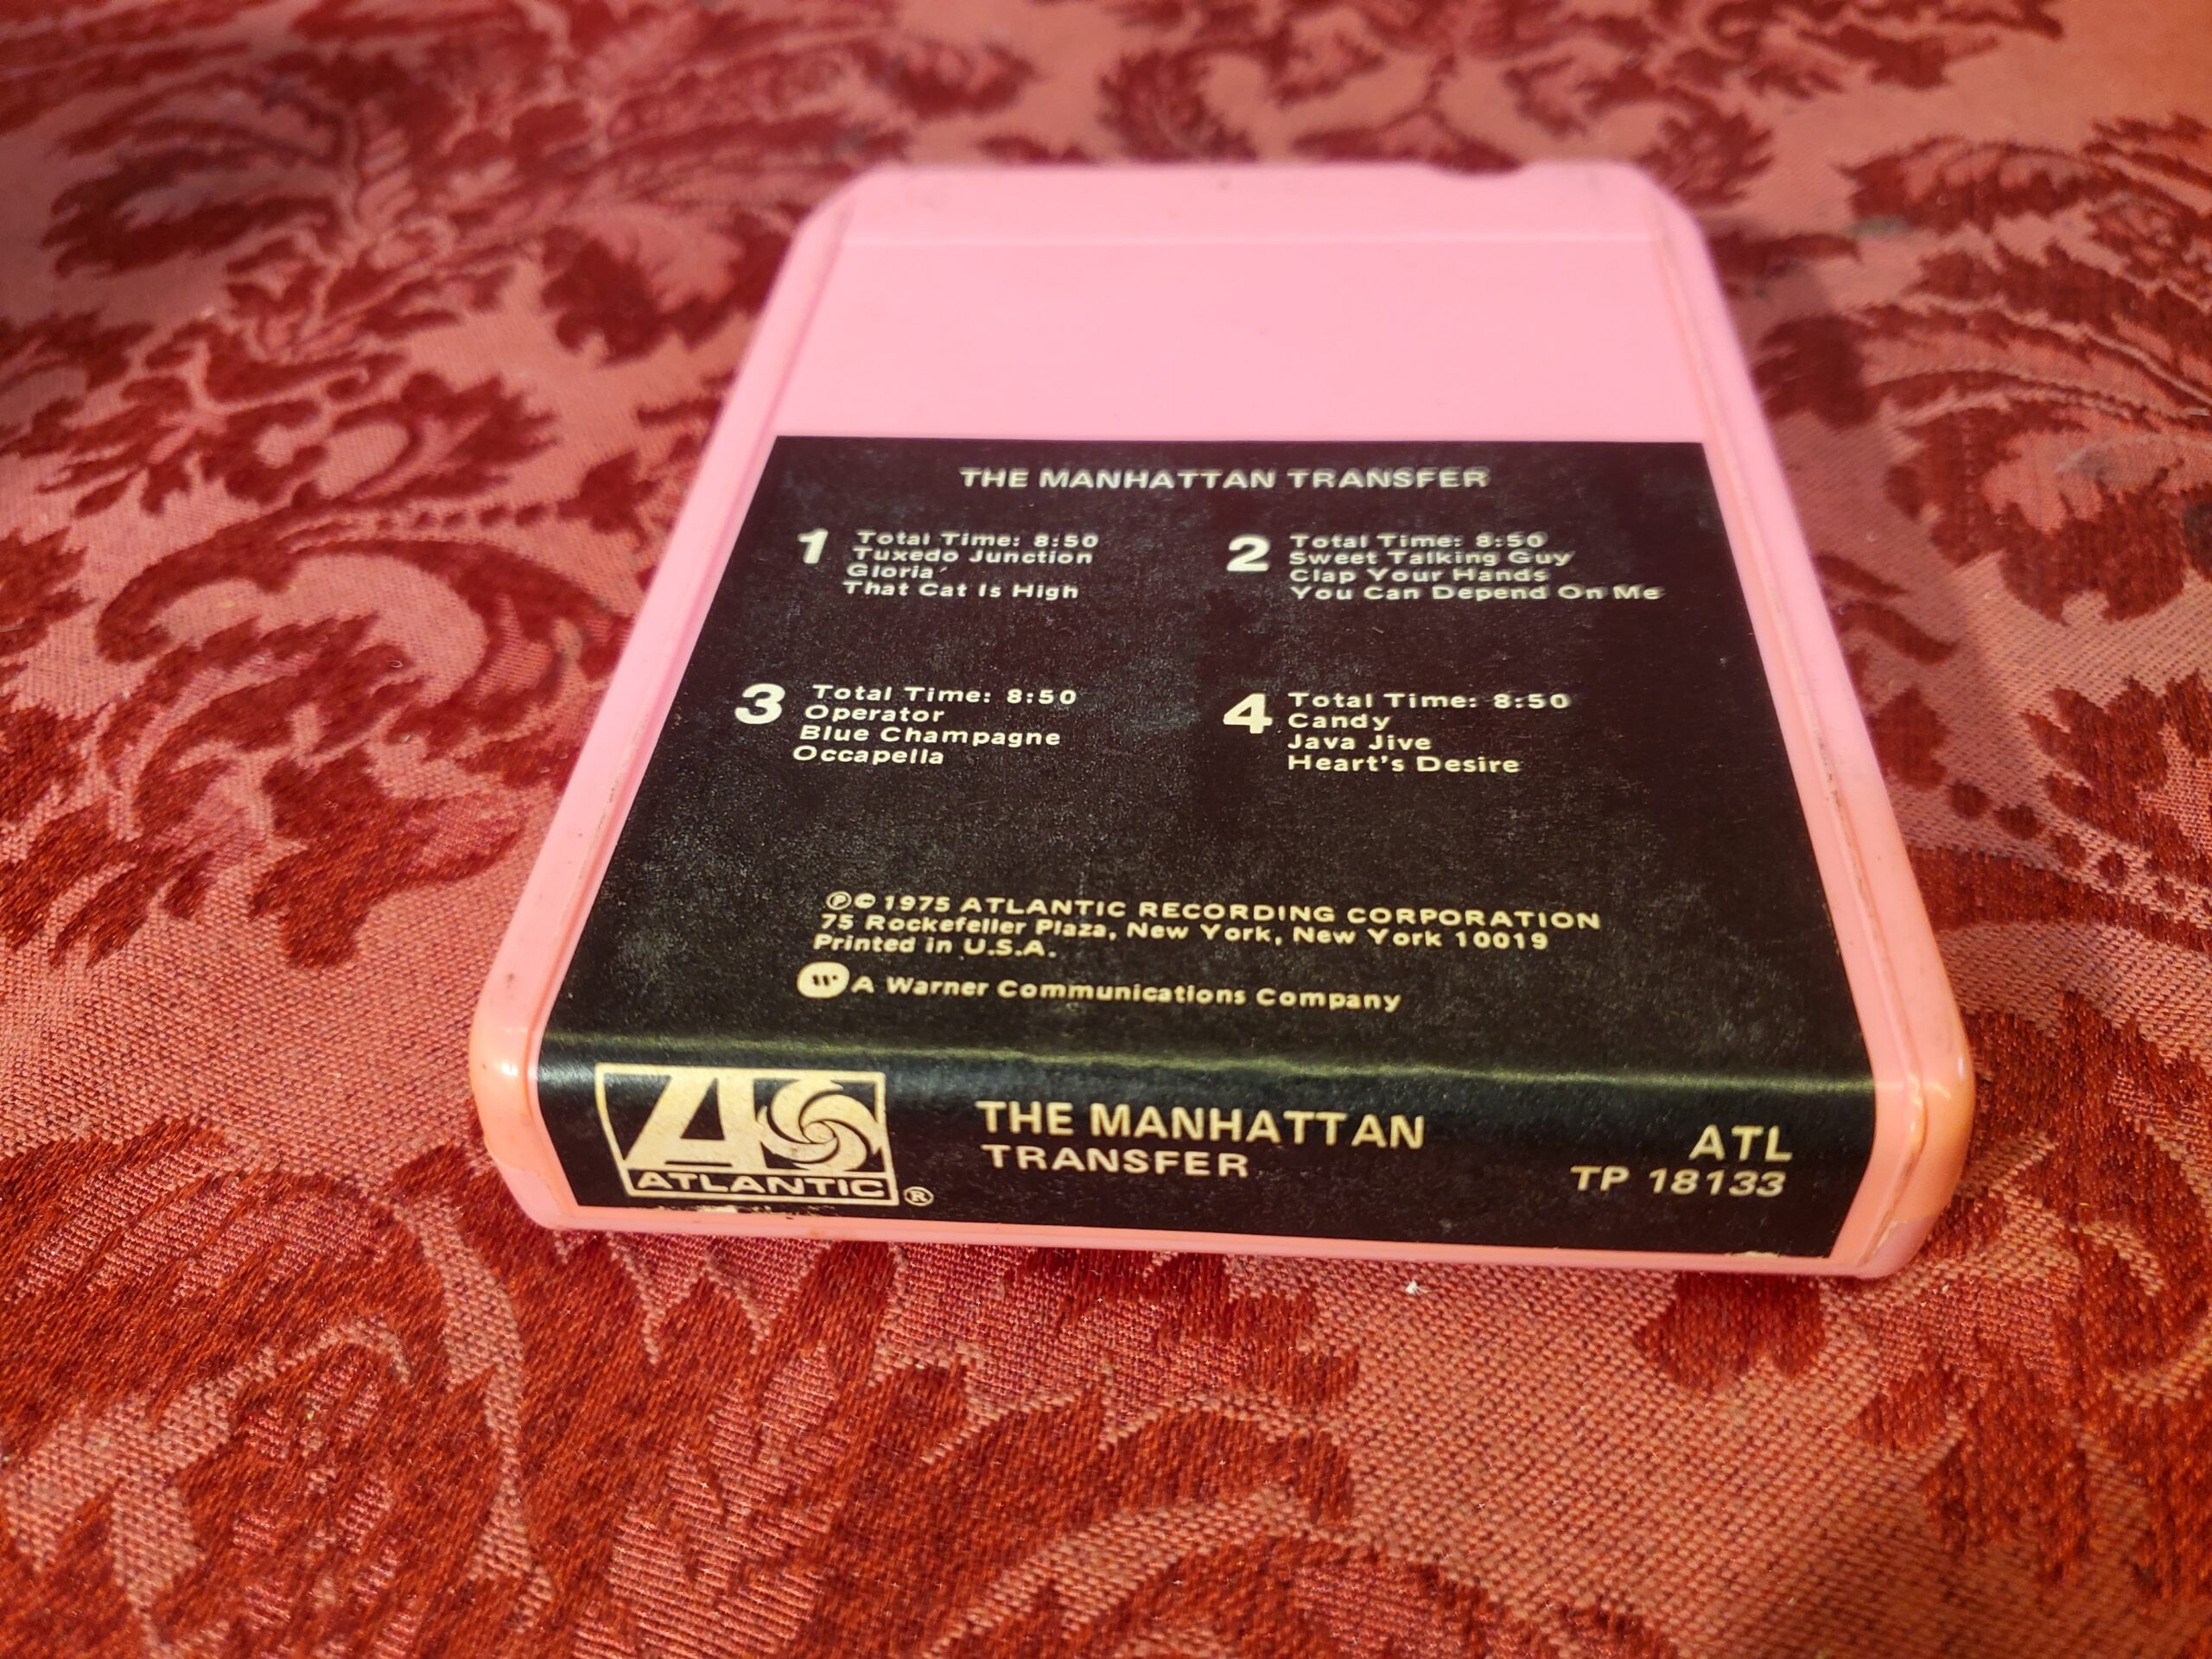 THE MANHATTAN TRANSFER
1
Total Time: 8:50
Tuxedo Junction
Gloria
That Cat Is High
2
Total Time: 8:50
Sweet Talking Guy
Clap Your Hands
You Can Depend On Me
3
Total Time: 8:50
Operator
Blue Champagne
Occapella
4
Total Time: 8:50
Candy
Java Jive
Heart's Desire
℗© 1975 ATLANTIC RECORDING CORPORATION
75 Rockefeller Plaza, New York, New York 10019
Printed in U.S.A.
W A Warner Communications Company
A
ATLANTIC ®
THE MANHATTAN
TRANSFER
ATL
TP 18133